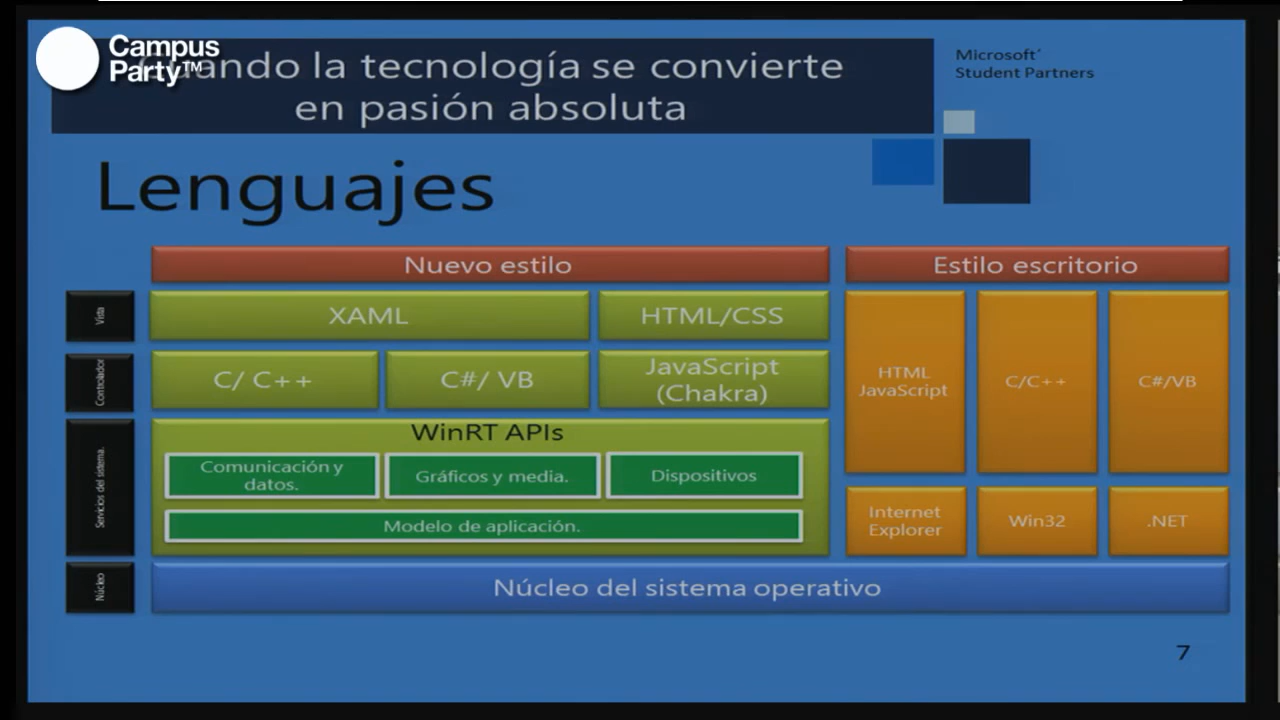 Campus
Party™
Cuando la tecnología se convierte
en pasión absoluta
Microsoft®
Student Partners
Lenguajes
Nuevo estilo
Estilo escritorio
Vista
XAML
HTML/CSS
Controlador
C/ C++
C#/ VB
JavaScript
(Chakra)
HTML
JavaScript
C/C++
C#/VB
Servicios del sistema.
WinRT APIs
Comunicación y
datos.
Gráficos y media.
Dispositivos
Modelo de aplicación.
Internet
Explorer
Win32
.NET
Núcleo
Núcleo del sistema operativo
7